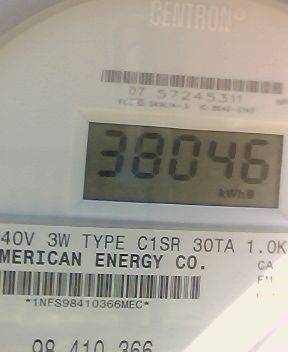 CENTRON
07 57245311
38046
kWh
40V 3W TYPE C1SR 30TA 1.0K
MERICAN ENERGY CO.
CA
*1NFS98410366MEC*
98 410 366